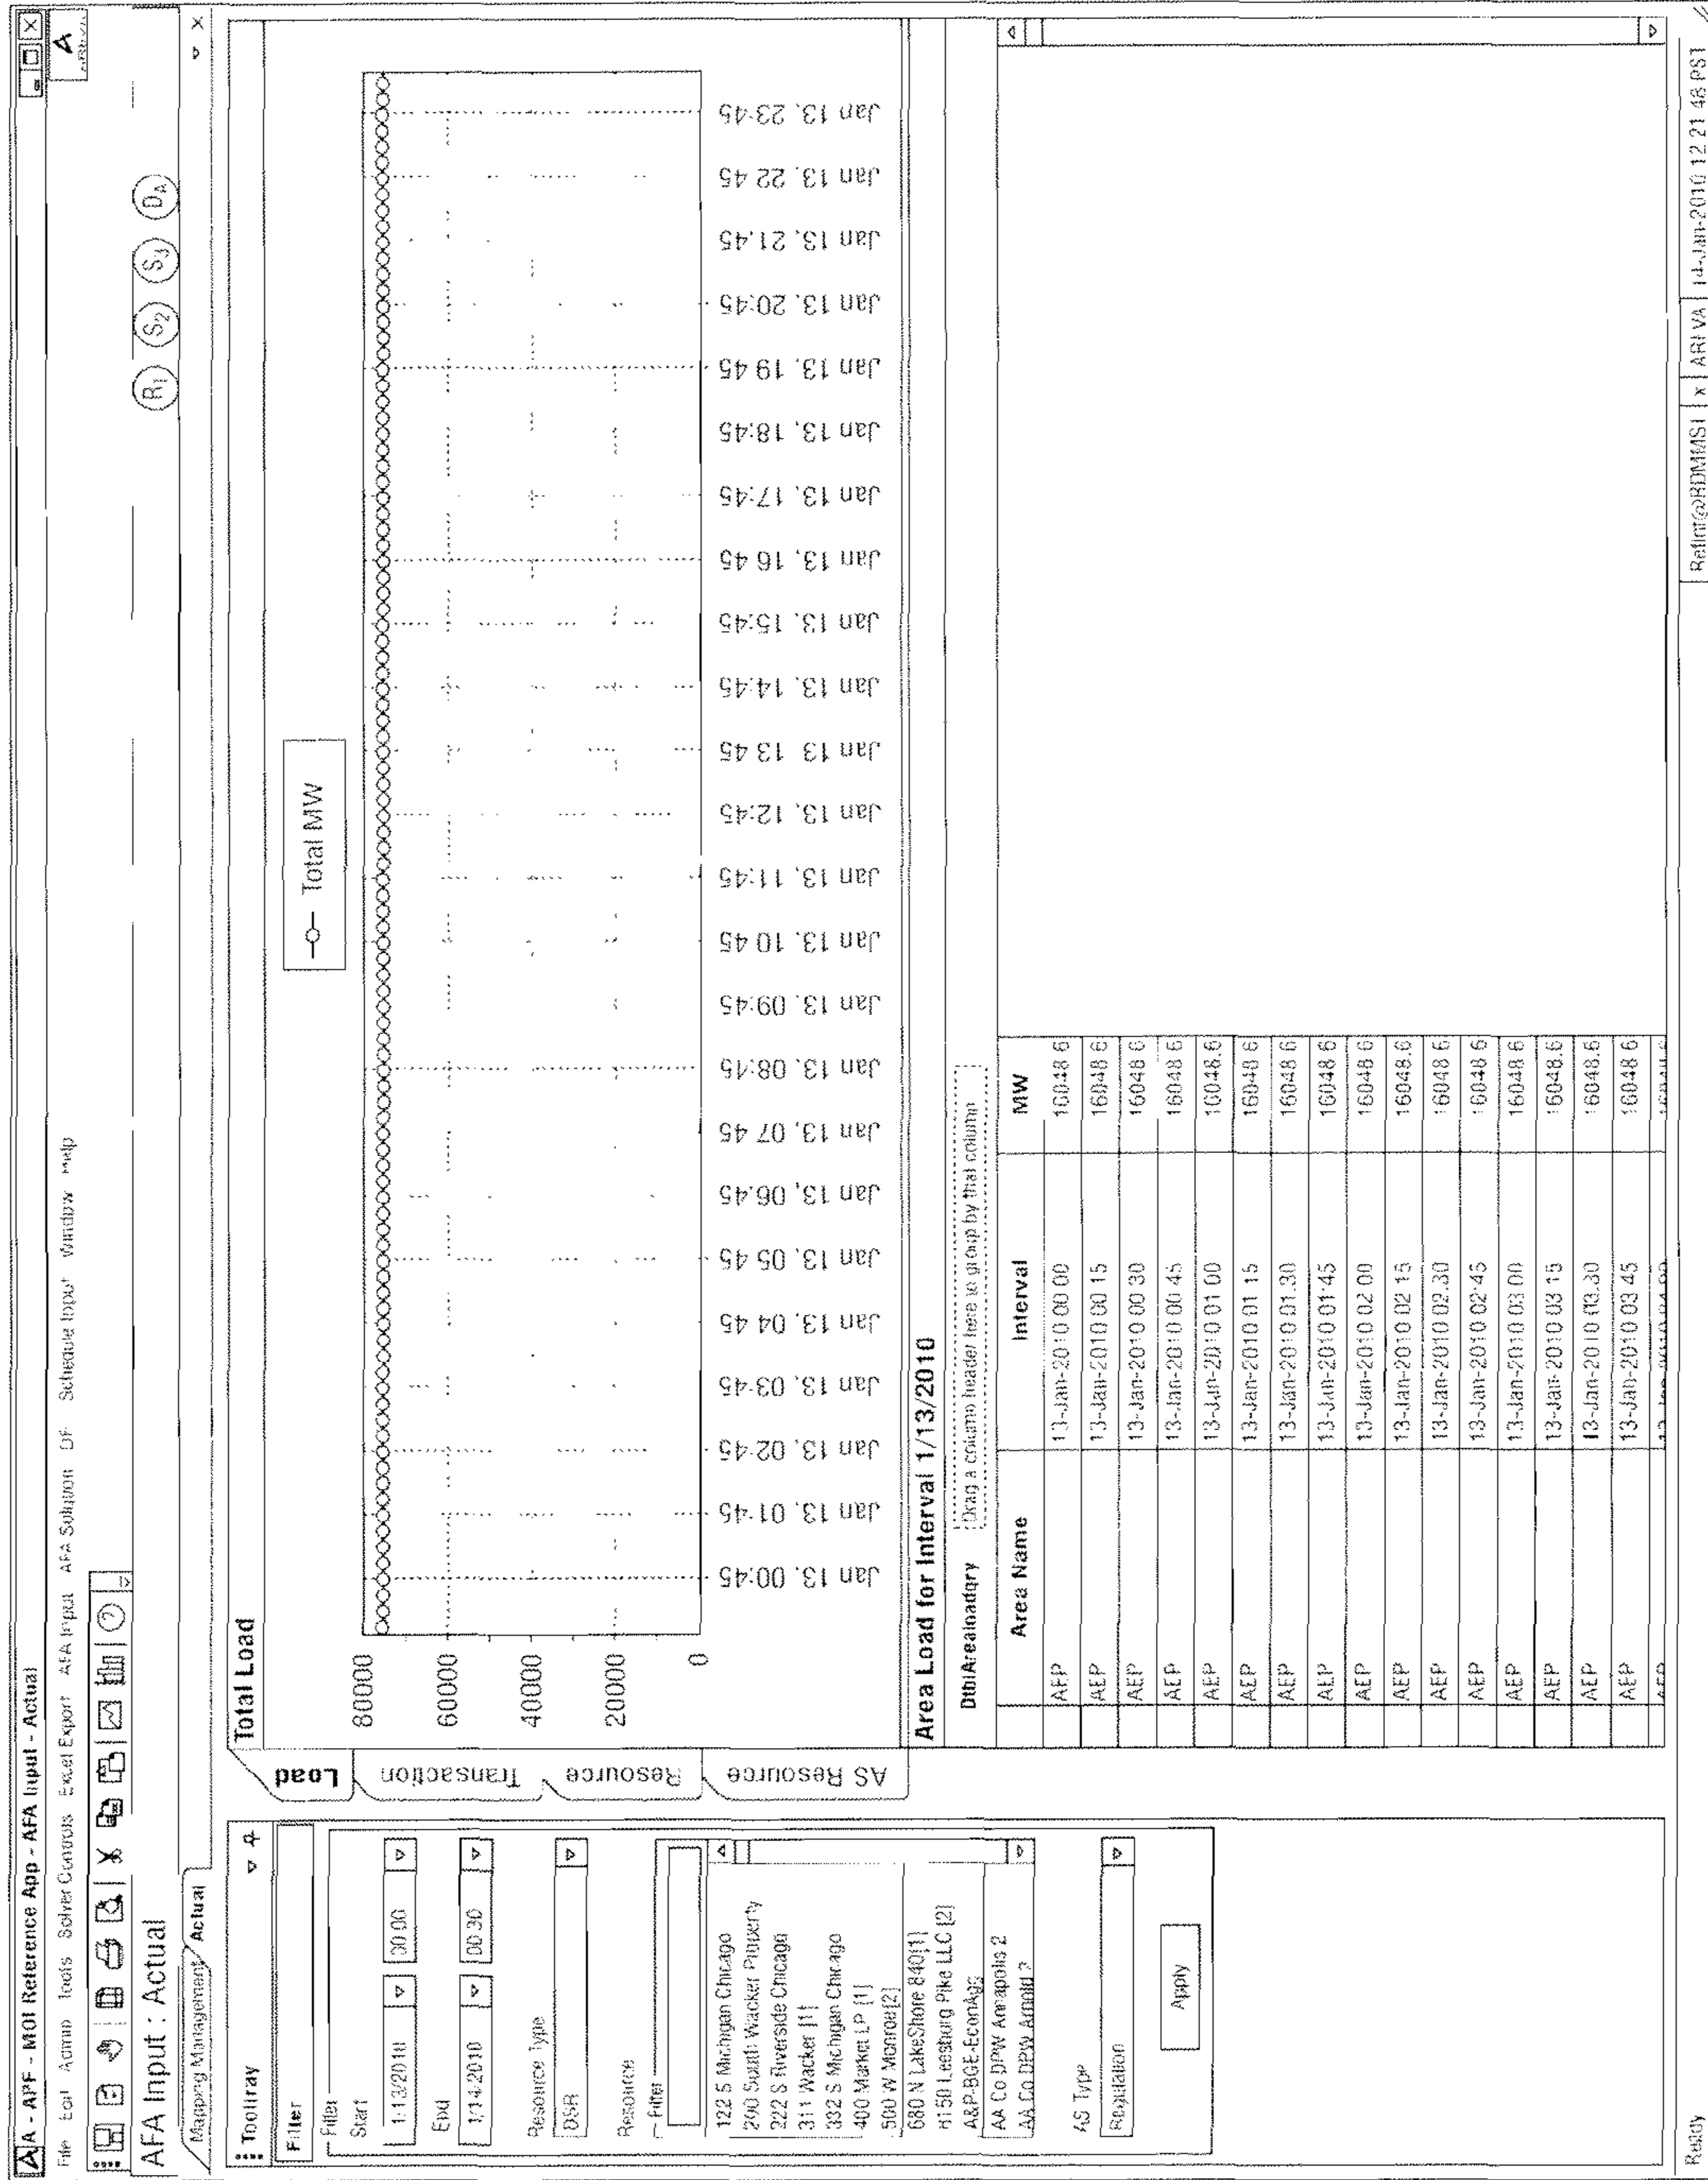 A A - APF - MOI Reference App - AFA Input - Actual
File Edit Admin Tools Solver Controls Excel Export AFA Input AFA Solution DF Schedule Input Window Help
AFA Input : Actual
R1 S2 S3 DA
Mapping Management Actual
Toolitray
Filter
Filter
Start
1/13/2010 00:00
End
1/14/2010 00:30
Resource Type
DSR
Resource
Filter
122 S Michigan Chicago
200 South Wacker Property
222 S Riverside Chicago
311 Wacker [1]
332 S Michigan Chicago
400 Market LP [1]
500 W Monroe[2]
680 N LakeShore 840[1]
8150 Leesburg Pike LLC [2]
A&P-BGE-EconAgg
AA Co DPW Annapolis 2
AA Co DPW Arnold 2
AS Type
Regulation
Apply
Load
Transaction
Resource
AS Resource
Total Load
Total MW
80000
60000
40000
20000
0
Jan 13, 00:45
Jan 13, 01:45
Jan 13, 02:45
Jan 13, 03:45
Jan 13, 04 45
Jan 13, 05 45
Jan 13, 06:45
Jan 13, 07 45
Jan 13, 08:45
Jan 13, 09:45
Jan 13, 10 45
Jan 13, 11:45
Jan 13, 12:45
Jan 13, 13 45
Jan 13, 14:45
Jan 13, 15:45
Jan 13, 16 45
Jan 13, 17:45
Jan 13, 18:45
Jan 13, 19 45
Jan 13, 20:45
Jan 13, 21:45
Jan 13, 22 45
Jan 13, 23:45
Area Load for Interval 1/13/2010
DtblArealoadqry Drag a column header here to group by that column
Area Name Interval MW
AEP 13-Jan-2010 00 00 16048 6
AEP 13-Jan-2010 00 15 16048 6
AEP 13-Jan-2010 00 30 16048 6
AEP 13-Jan-2010 00 45 16048 6
AEP 13-Jan-2010 01 00 16048.6
AEP 13-Jan-2010 01 15 16048 6
AEP 13-Jan-2010 01:30 16048 6
AEP 13-Jan-2010 01:45 16048 6
AEP 13-Jan-2010 02 00 16048.6
AEP 13-Jan-2010 02 15 16048.6
AEP 13-Jan-2010 02:30 16048 6
AEP 13-Jan-2010 02:45 16048 6
AEP 13-Jan-2010 03 00 16048 6
AEP 13-Jan-2010 03 15 16048.6
AEP 13-Jan-2010 03:30 16048.6
AEP 13-Jan-2010 03 45 16048 6
Ready
RefInt@RDMMS1 x AREVA 14-Jan-2010 12 21 48 PST